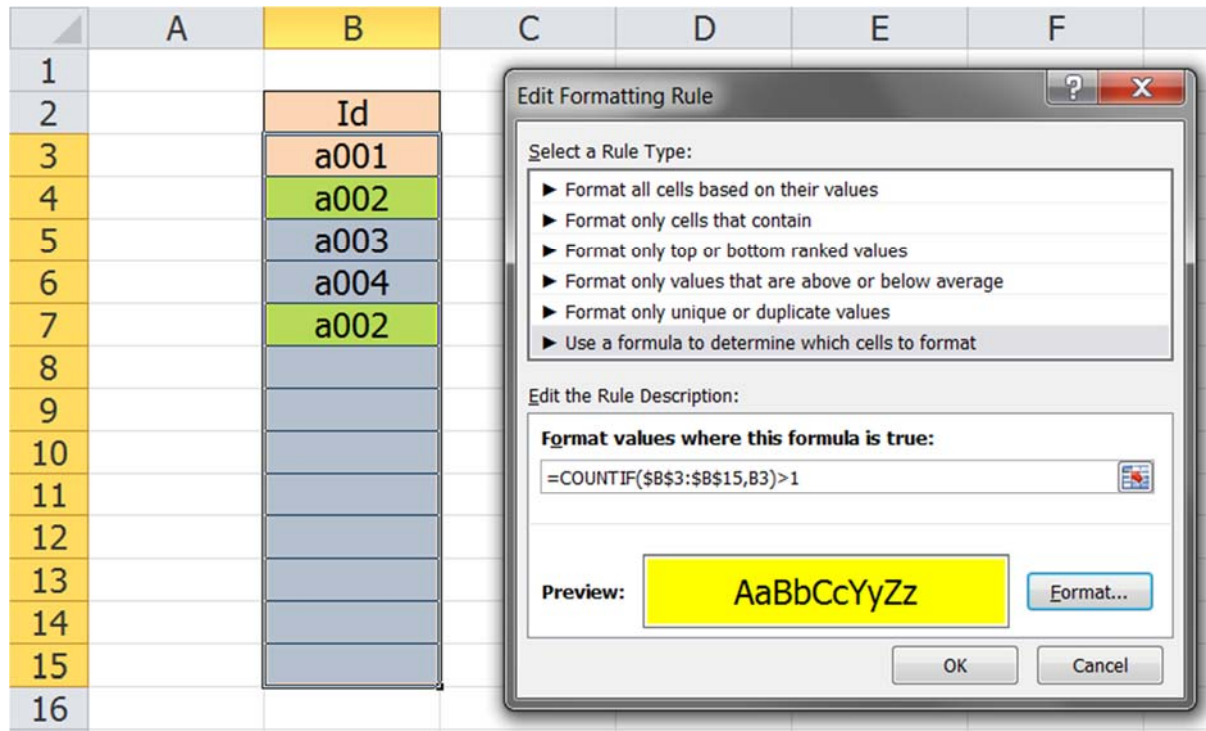 A B C D E F
1
2 Id
3 a001
4 a002
5 a003
6 a004
7 a002
8
9
10
11
12
13
14
15
16
Edit Formatting Rule
Select a Rule Type:
► Format all cells based on their values
► Format only cells that contain
► Format only top or bottom ranked values
► Format only values that are above or below average
► Format only unique or duplicate values
► Use a formula to determine which cells to format
Edit the Rule Description:
Format values where this formula is true:
=COUNTIF($B$3:$B$15,B3)>1
Preview: AaBbCcYyZz Format...
OK Cancel